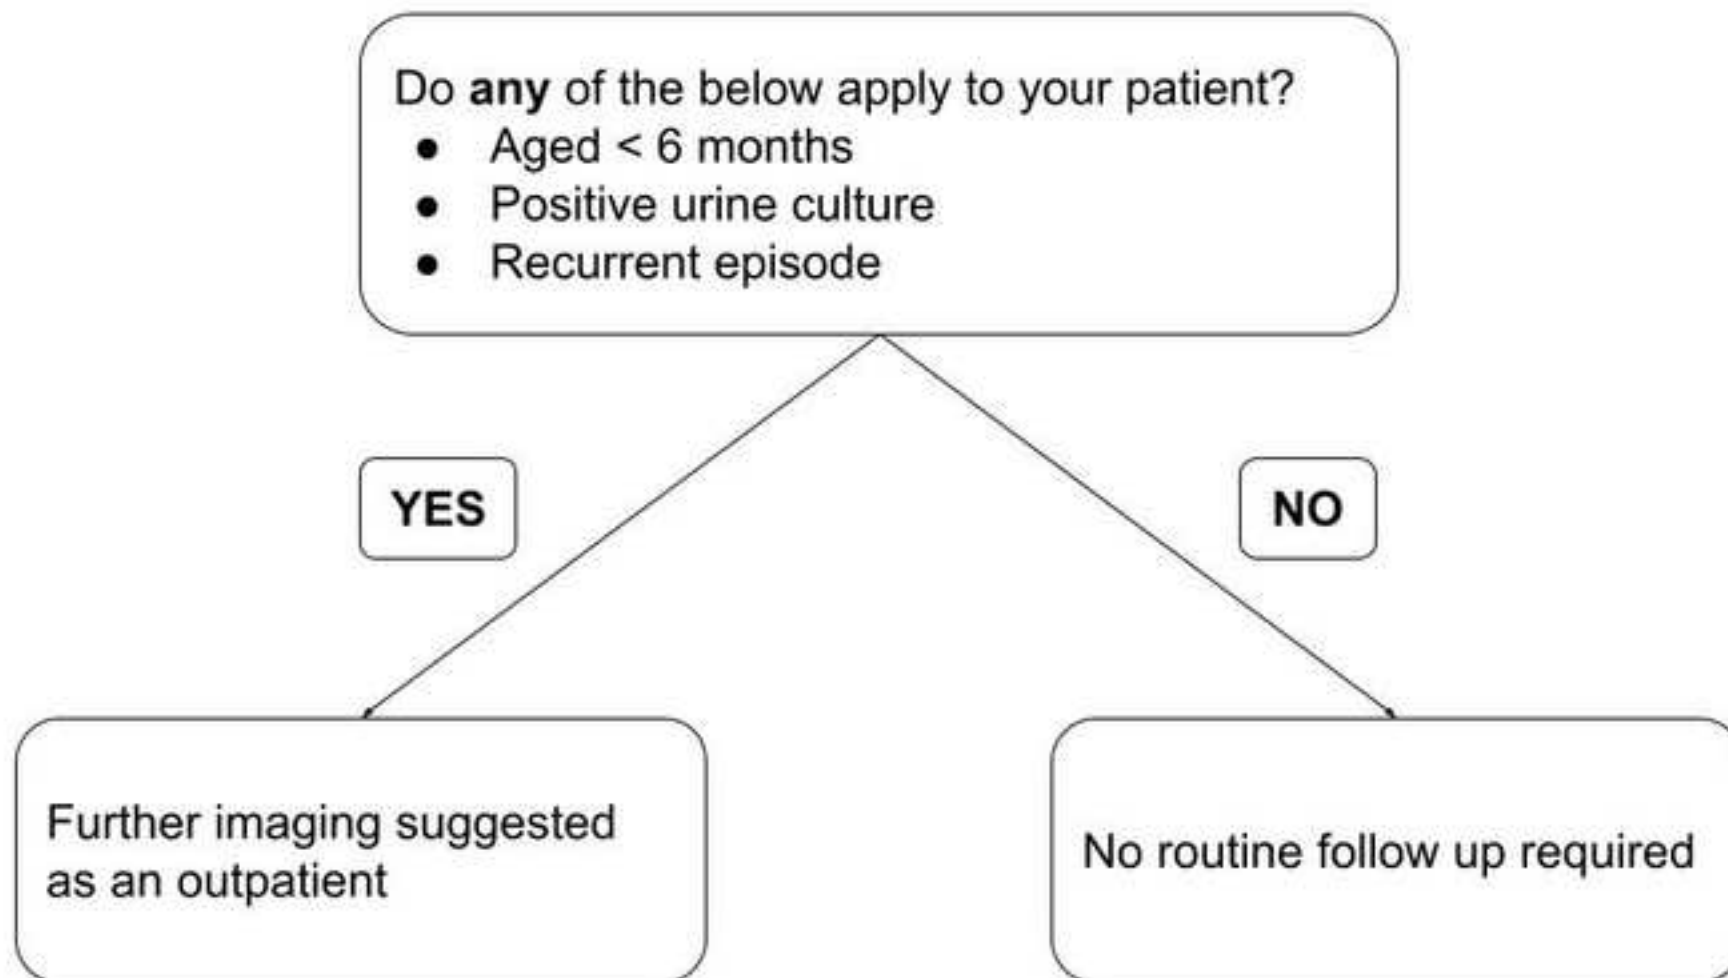 Do any of the below apply to your patient?
● Aged < 6 months
● Positive urine culture
● Recurrent episode
YES
NO
Further imaging suggested
as an outpatient
No routine follow up required